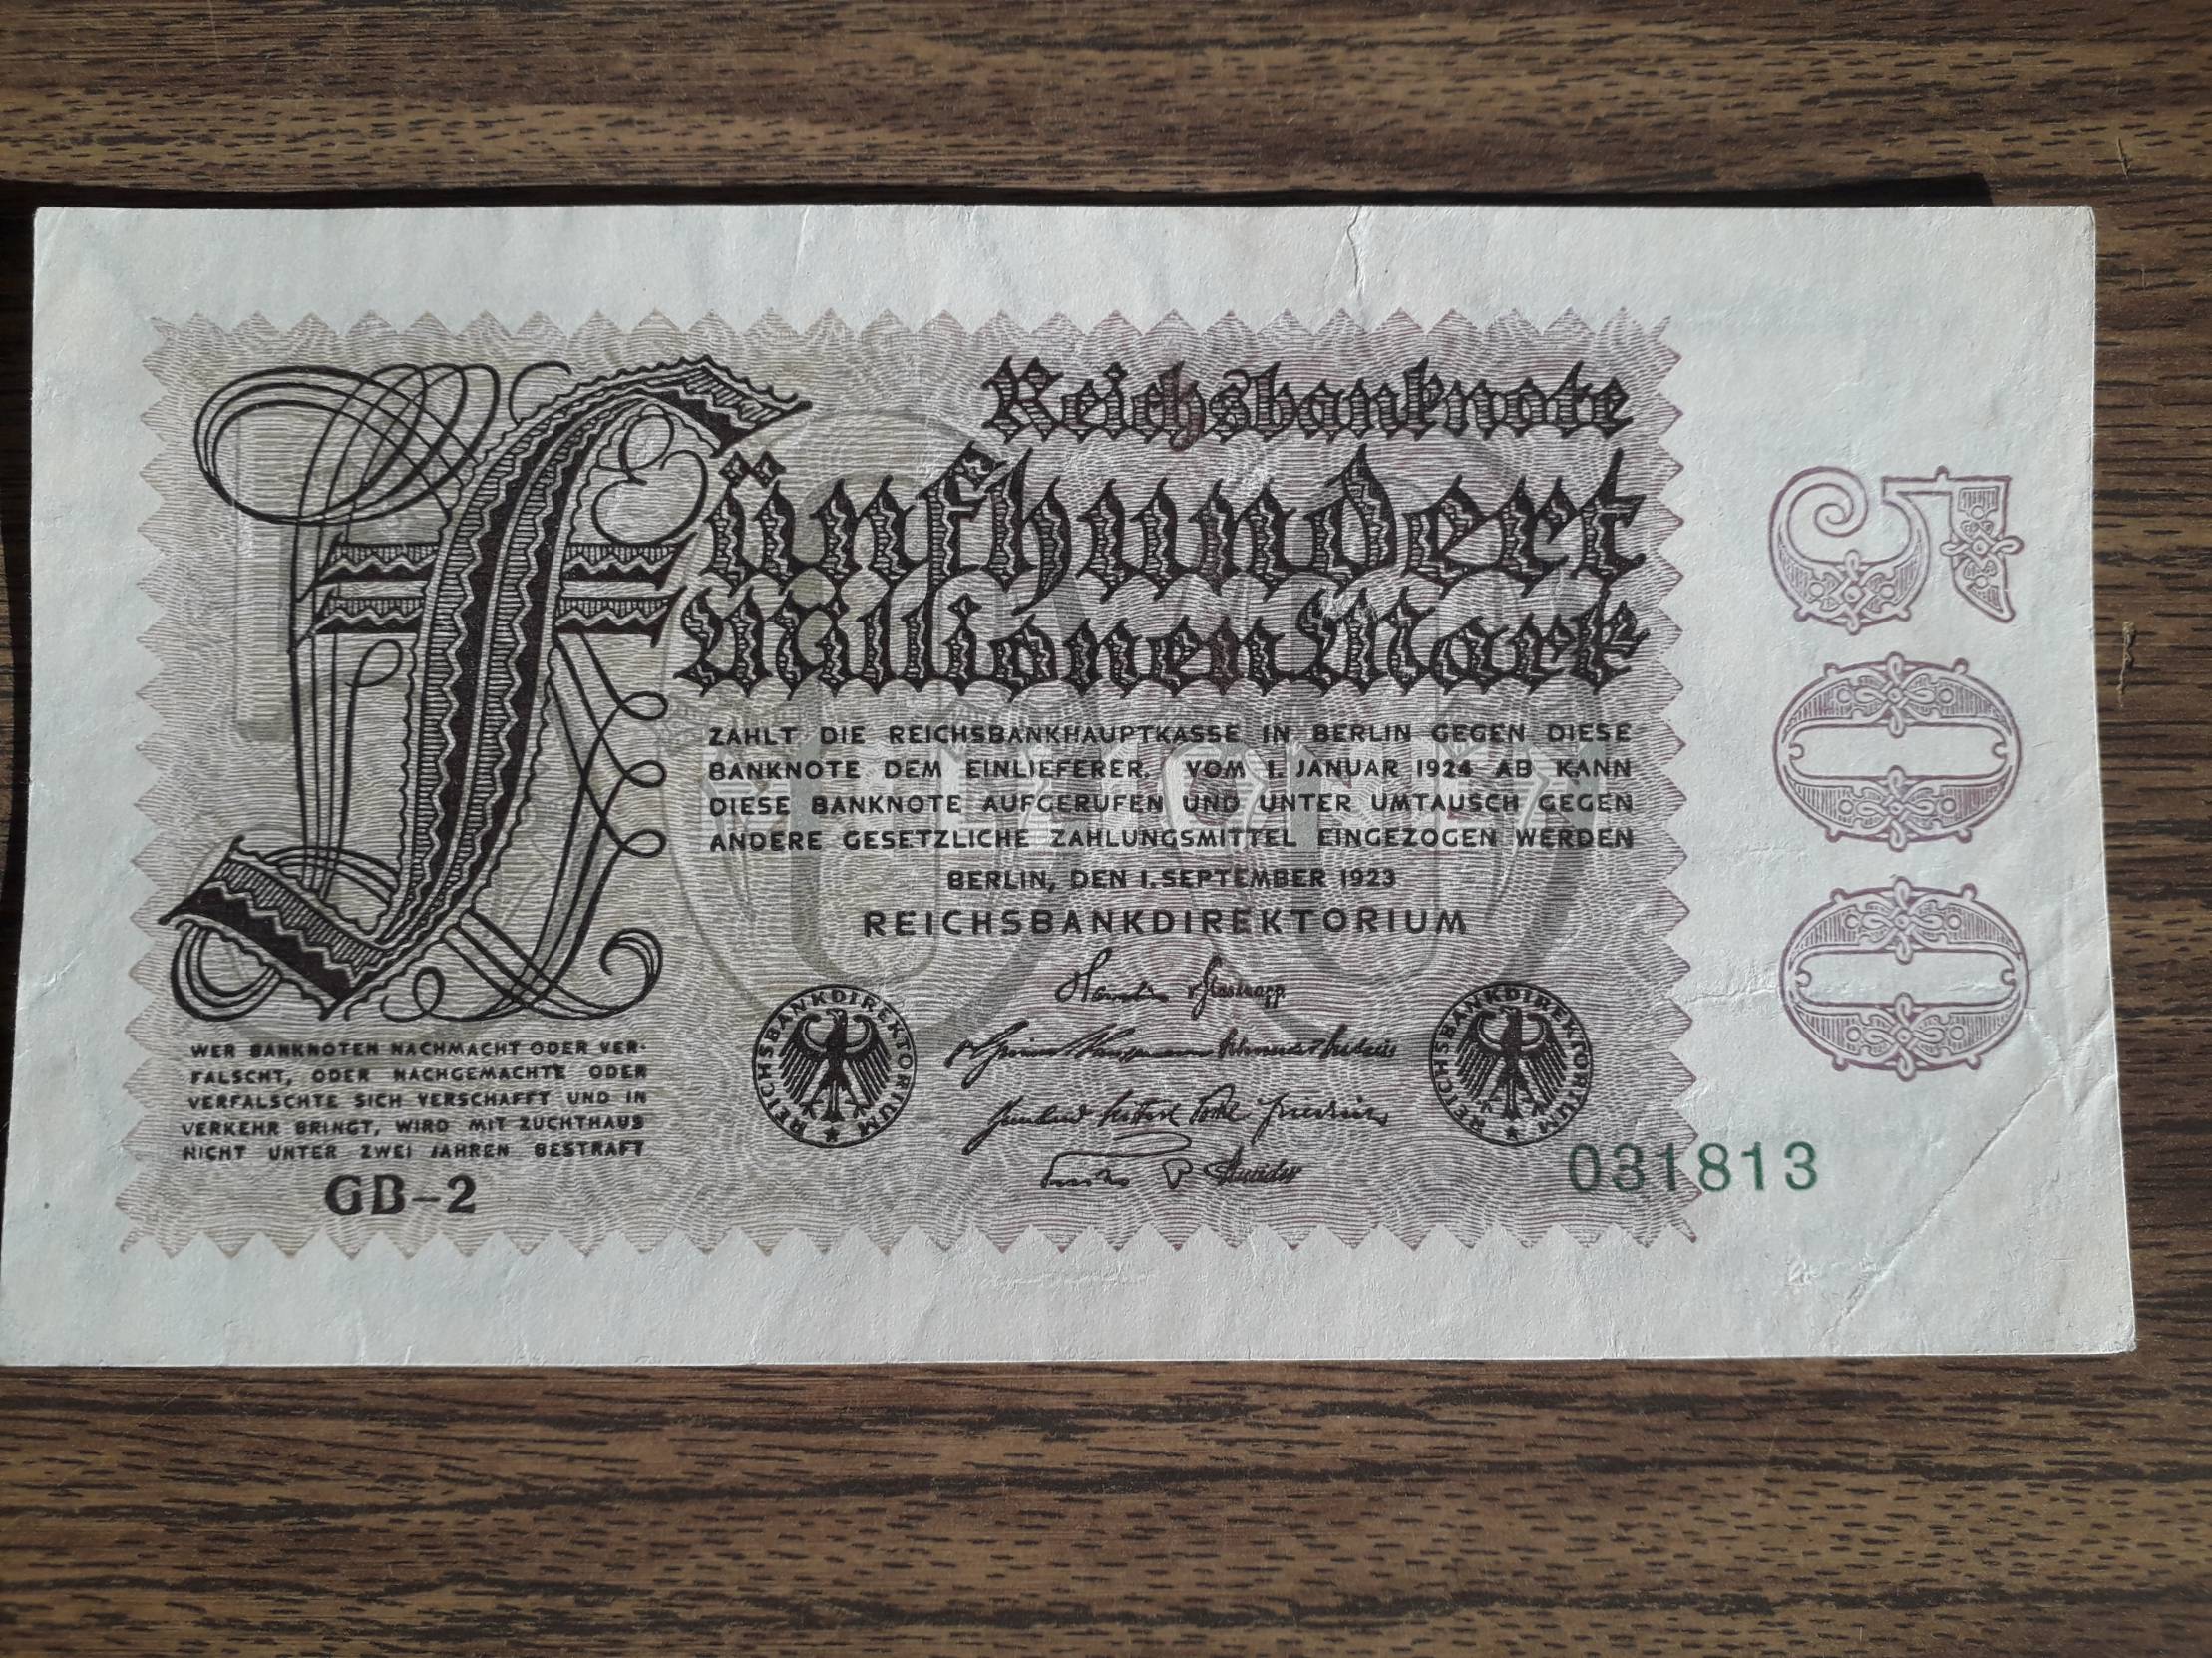 Reichsbanknote
Fünfhundert
Millionen Mark
ZAHLT DIE REICHSBANKHAUPTKASSE IN BERLIN GEGEN DIESE
BANKNOTE DEM EINLIEFERER. VOM 1. JANUAR 1924 AB KANN
DIESE BANKNOTE AUFGERUFEN UND UNTER UMTAUSCH GEGEN
ANDERE GESETZLICHE ZAHLUNGSMITTEL EINGEZOGEN WERDEN
BERLIN, DEN 1. SEPTEMBER 1923
REICHSBANKDIREKTORIUM
REICHSBANKDIREKTORIUM
REICHSBANKDIREKTORIUM
WER BANKNOTEN NACHMACHT ODER VER-
FALSCHT, ODER NACHGEMACHTE ODER
VERFALSCHTE SICH VERSCHAFFT UND IN
VERKEHR BRINGT, WIRD MIT ZUCHTHAUS
NICHT UNTER ZWEI JAHREN BESTRAFT
GB-2
031813
500